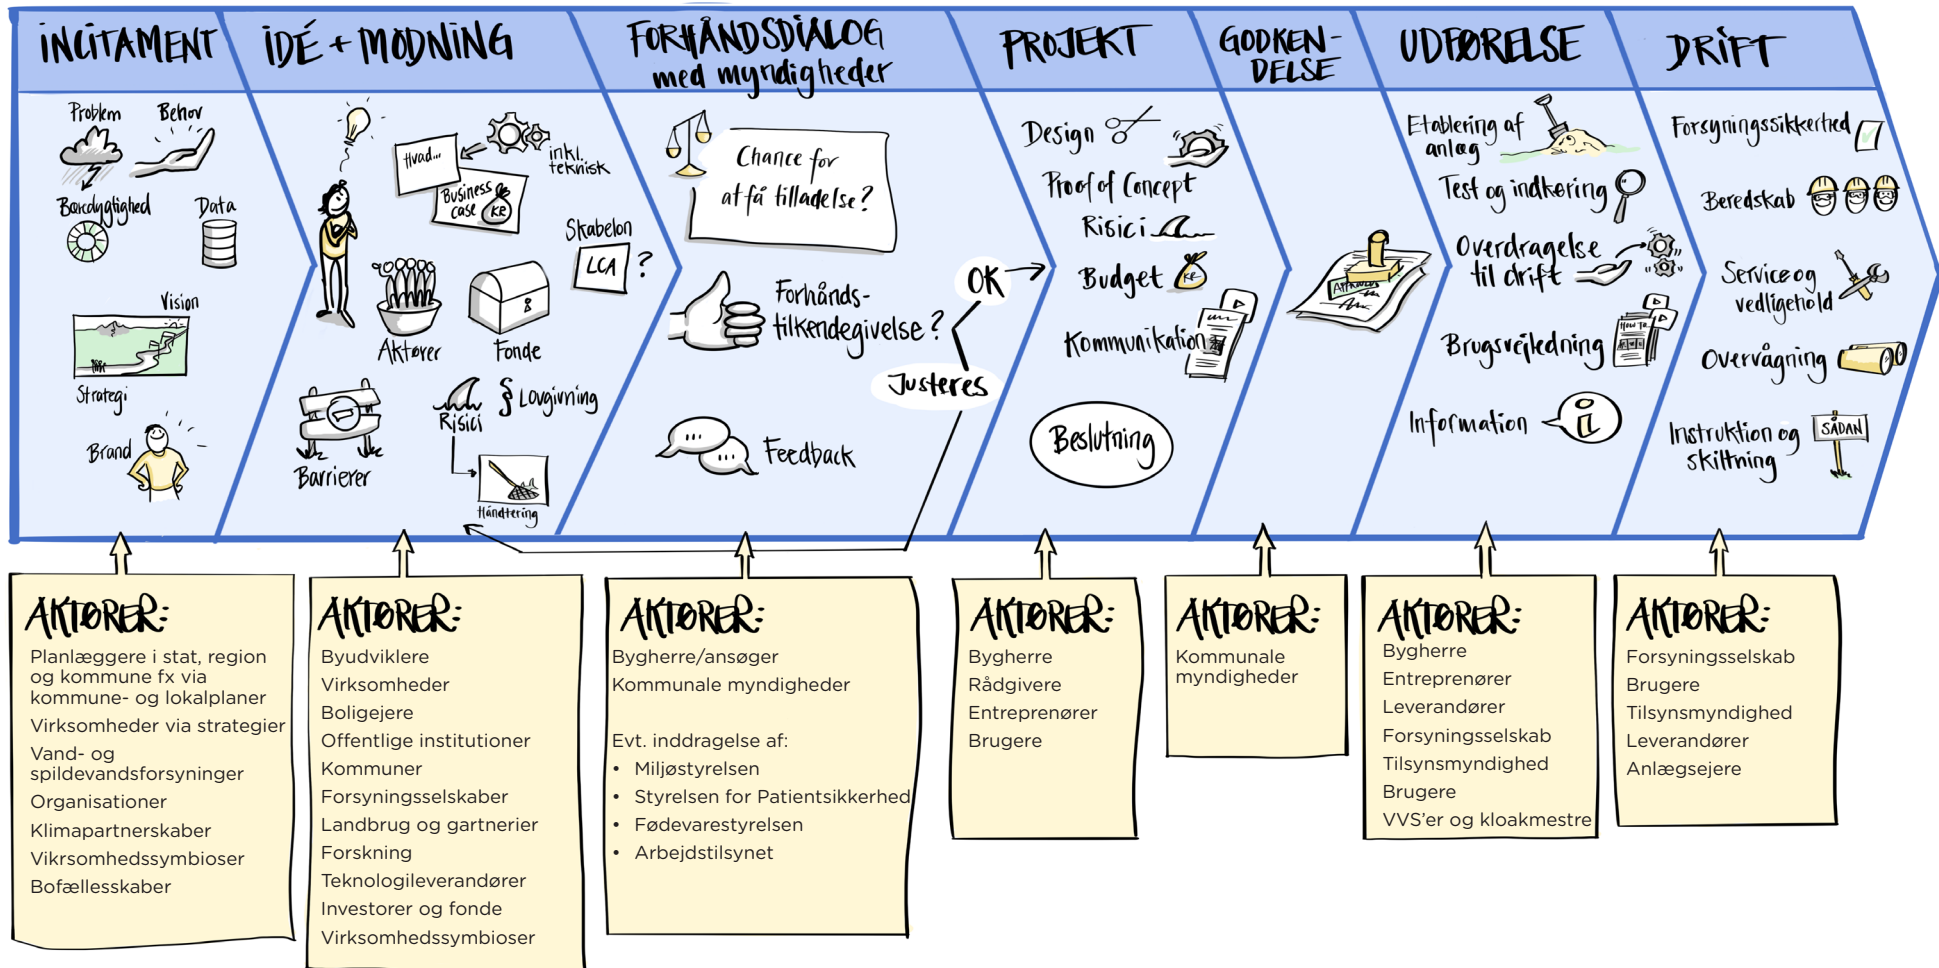 INCITAMENT
Problem
Behov
Bæredygtighed
Data
Vision
Strategi
Brand
IDÉ + MODNING
Hvad...
inkl.
teknisk
Business
case
KR
Skabelon
LCA
?
Aktører
Fonde
Barrierer
Risici
§ Lovgivning
Håndtering
FORHÅNDSDIALOG
med myndigheder
Chance for
at få tilladelse?
Forhånds-
tilkendegivelse?
Feedback
OK
Justeres
PROJEKT
Design
Proof of Concept
Risici
Budget
KR
Kommunikation
Beslutning
GODKEN-
DELSE
APPROVED
UDFØRELSE
Etablering af
anlæg
Test og indkøring
Overdragelse
til drift
Brugsvejledning
HOW TO
Information
i
DRIFT
Forsyningssikkerhed
Beredskab
Service og
vedligehold
Overvågning
Instruktion og
skiltning
SÅDAN
AKTØRER:
Planlæggere i stat, region
og kommune fx via
kommune- og lokalplaner
Virksomheder via strategier
Vand- og
spildevandsforsyninger
Organisationer
Klimapartnerskaber
Vikrsomhedssymbioser
Bofællesskaber
AKTØRER:
Byudviklere
Virksomheder
Boligejere
Offentlige institutioner
Kommuner
Forsyningsselskaber
Landbrug og gartnerier
Forskning
Teknologileverandører
Investorer og fonde
Virksomhedssymbioser
AKTØRER:
Bygherre/ansøger
Kommunale myndigheder
Evt. inddragelse af:
• Miljøstyrelsen
• Styrelsen for Patientsikkerhed
• Fødevarestyrelsen
• Arbejdstilsynet
AKTØRER:
Bygherre
Rådgivere
Entreprenører
Brugere
AKTØRER:
Kommunale
myndigheder
AKTØRER:
Bygherre
Entreprenører
Leverandører
Forsyningsselskab
Tilsynsmyndighed
Brugere
VVS'er og kloakmestre
AKTØRER:
Forsyningsselskab
Brugere
Tilsynsmyndighed
Leverandører
Anlægsejere